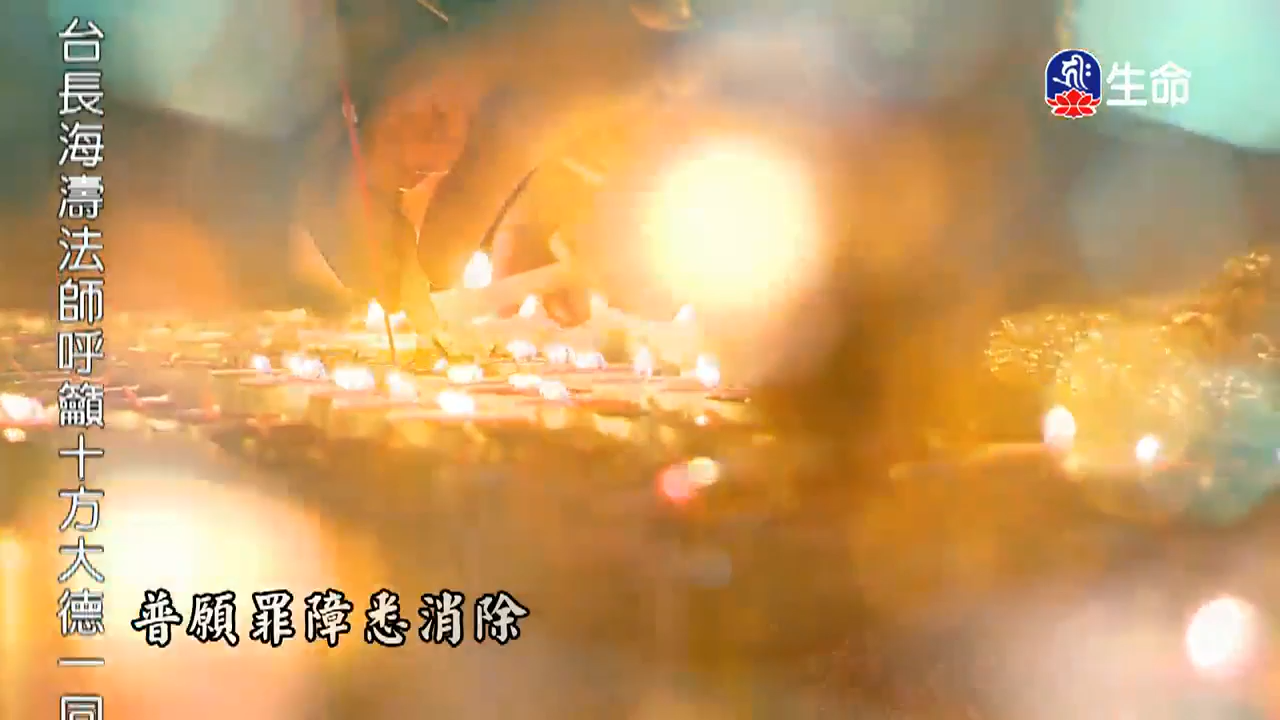 台長海濤法師呼籲十方大德一同
生命
普願罪障悉消除